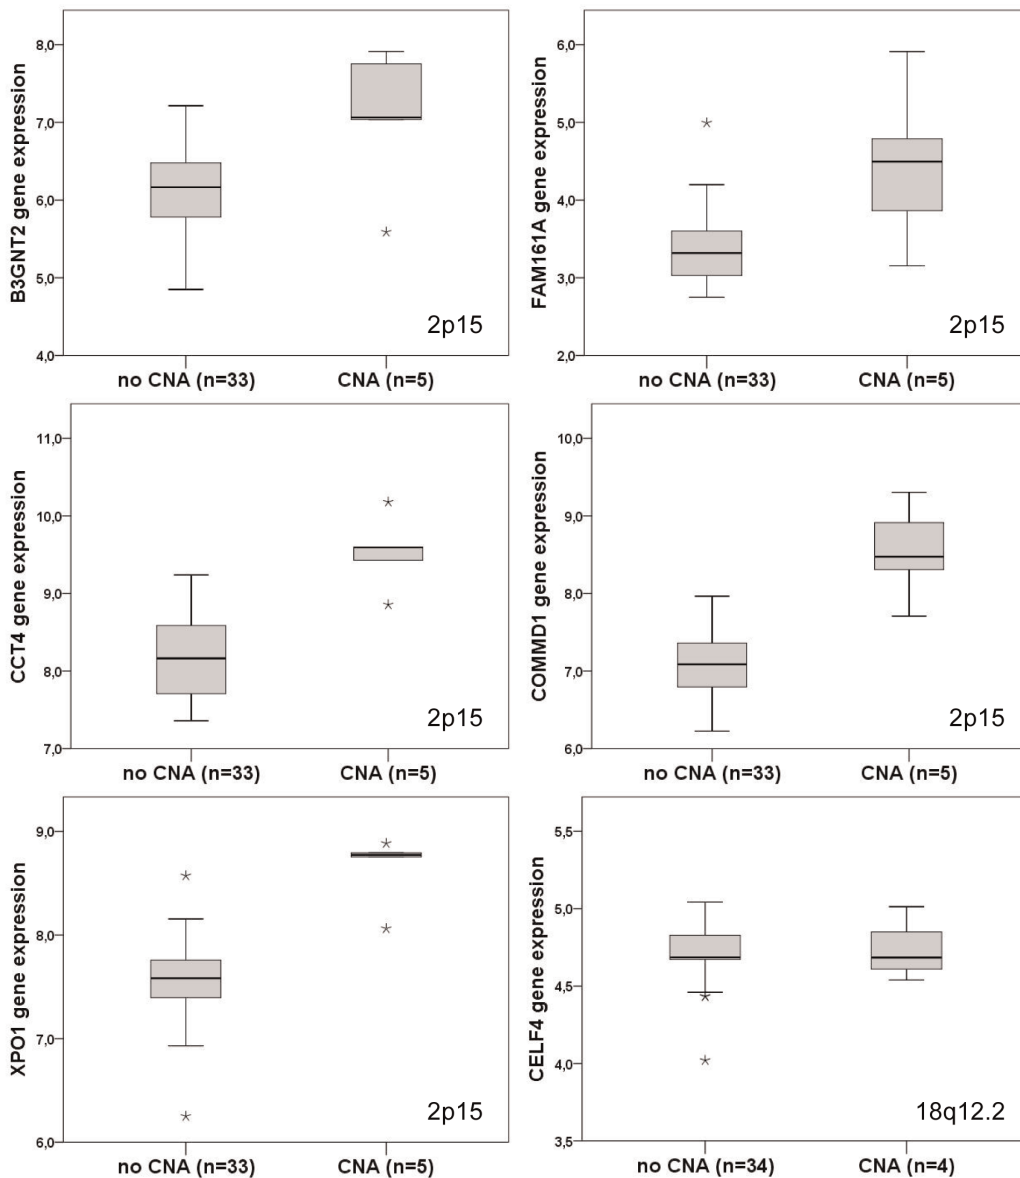 B3GNT2 gene expression
8,0
7,0
6,0
5,0
4,0
2p15
no CNA (n=33) CNA (n=5)
FAM161A gene expression
6,0
5,0
4,0
3,0
2,0
2p15
no CNA (n=33) CNA (n=5)
CCT4 gene expression
11,0
10,0
9,0
8,0
7,0
2p15
no CNA (n=33) CNA (n=5)
COMMD1 gene expression
10,0
9,0
8,0
7,0
6,0
2p15
no CNA (n=33) CNA (n=5)
XPO1 gene expression
9,0
8,0
7,0
6,0
2p15
no CNA (n=33) CNA (n=5)
CELF4 gene expression
5,5
5,0
4,5
4,0
3,5
18q12.2
no CNA (n=34) CNA (n=4)